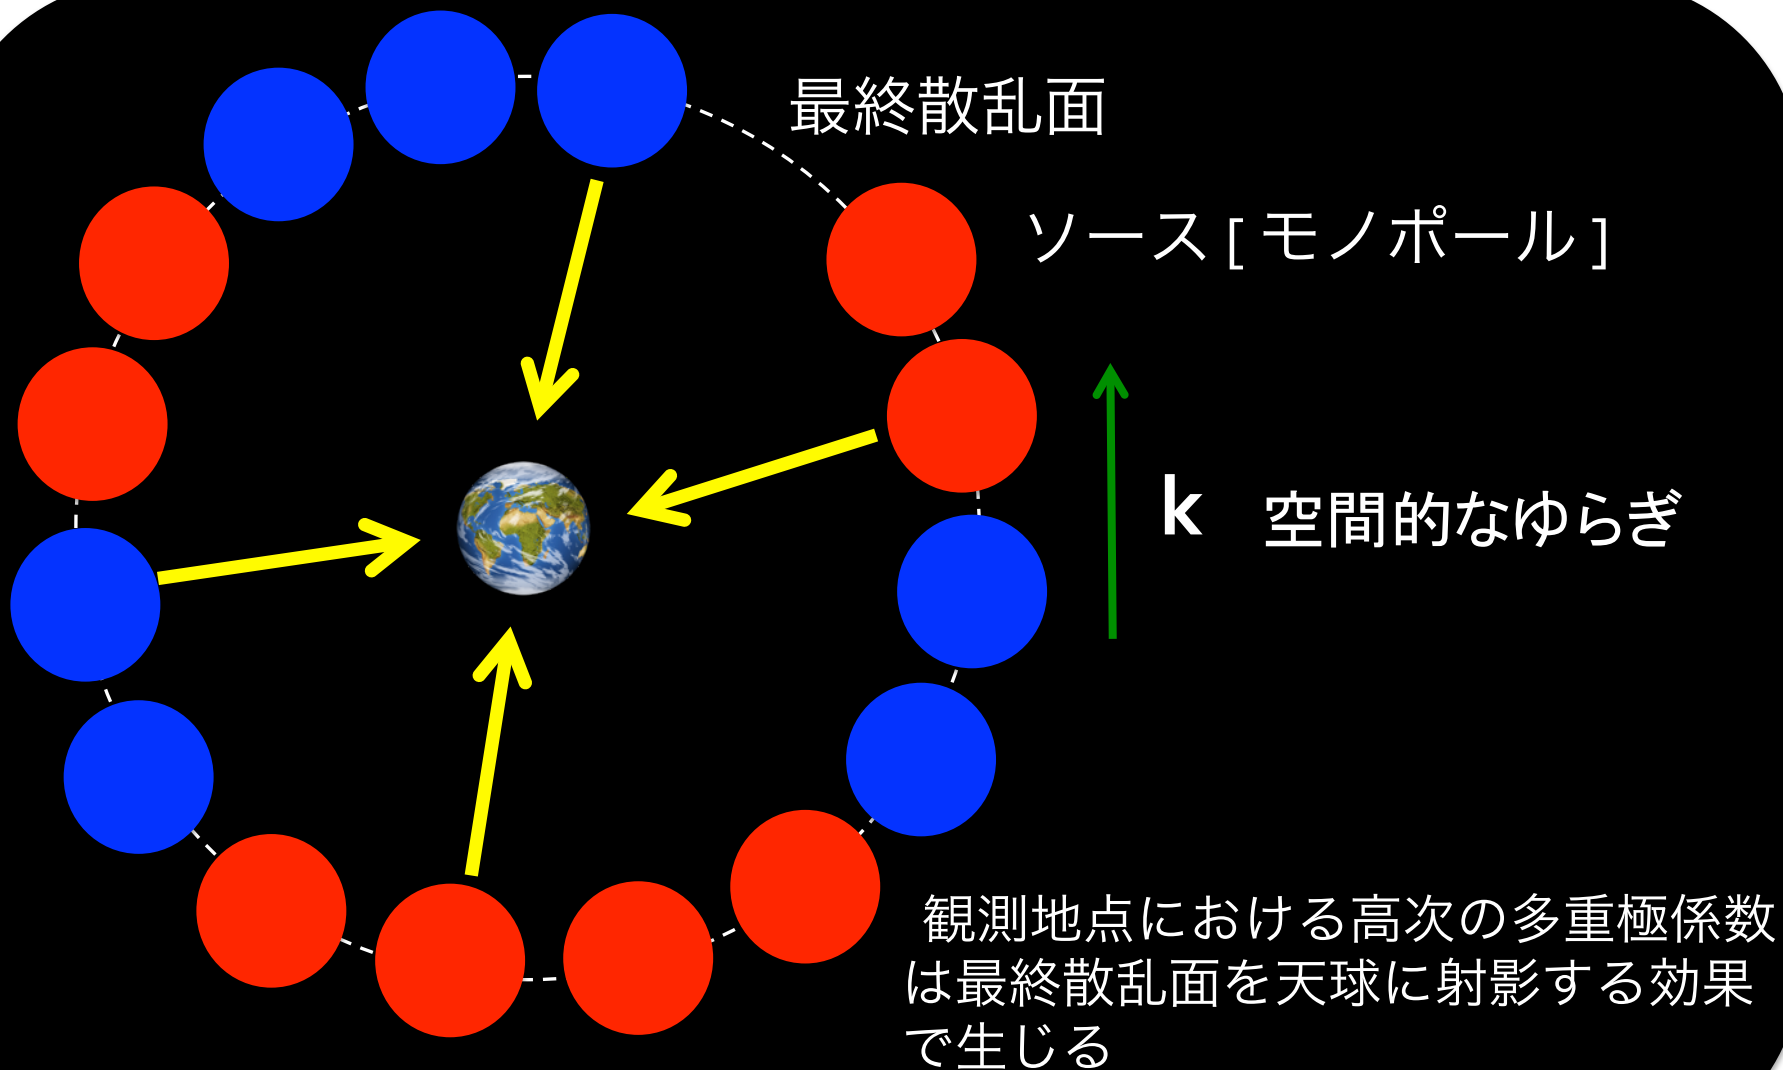 最終散乱面
ソース[モノポール]
k 空間的なゆらぎ
観測地点における高次の多重極係数
は最終散乱面を天球に射影する効果
で生じる